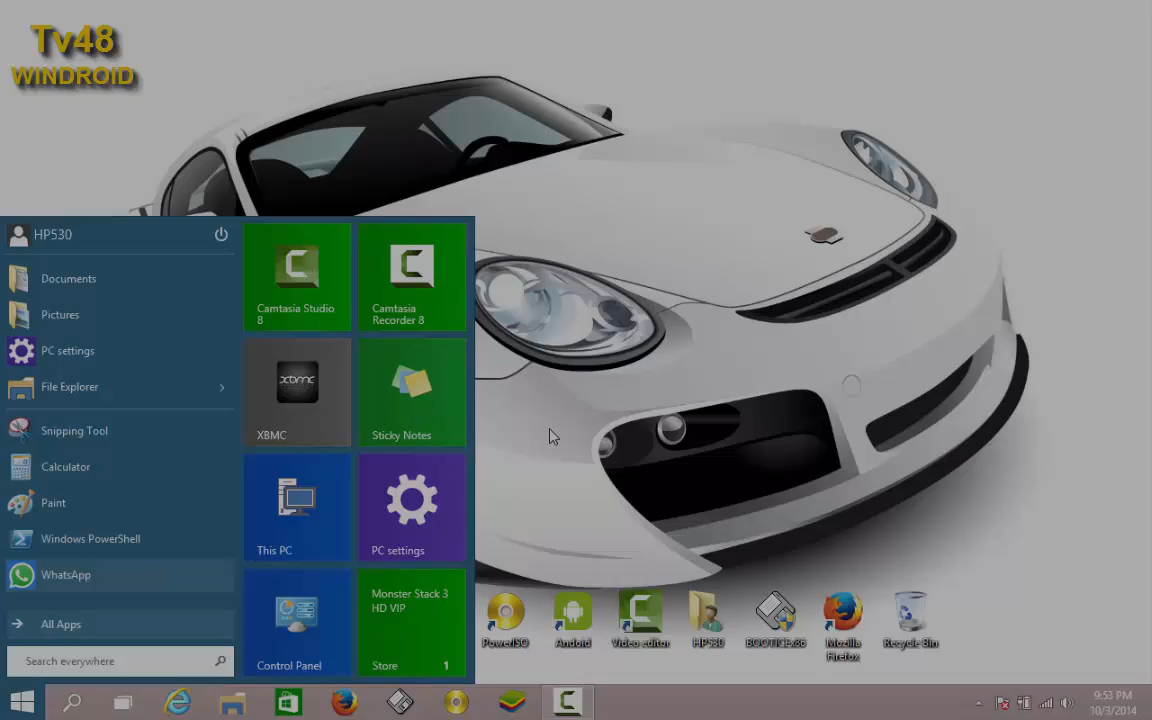 Tv48
WINDROID
HP530
Documents
Pictures
PC settings
File Explorer
Snipping Tool
Calculator
Paint
Windows PowerShell
WhatsApp
All Apps
Search everywhere
Camtasia Studio
8
Camtasia
Recorder 8
xbmc
XBMC
Sticky Notes
This PC
PC settings
Control Panel
Monster Stack 3
HD VIP
Store 1
PowerISO
Android
Video editor
HP530
BOOTICEx86
Mozilla
Firefox
Recycle Bin
9:53 PM
10/3/2014